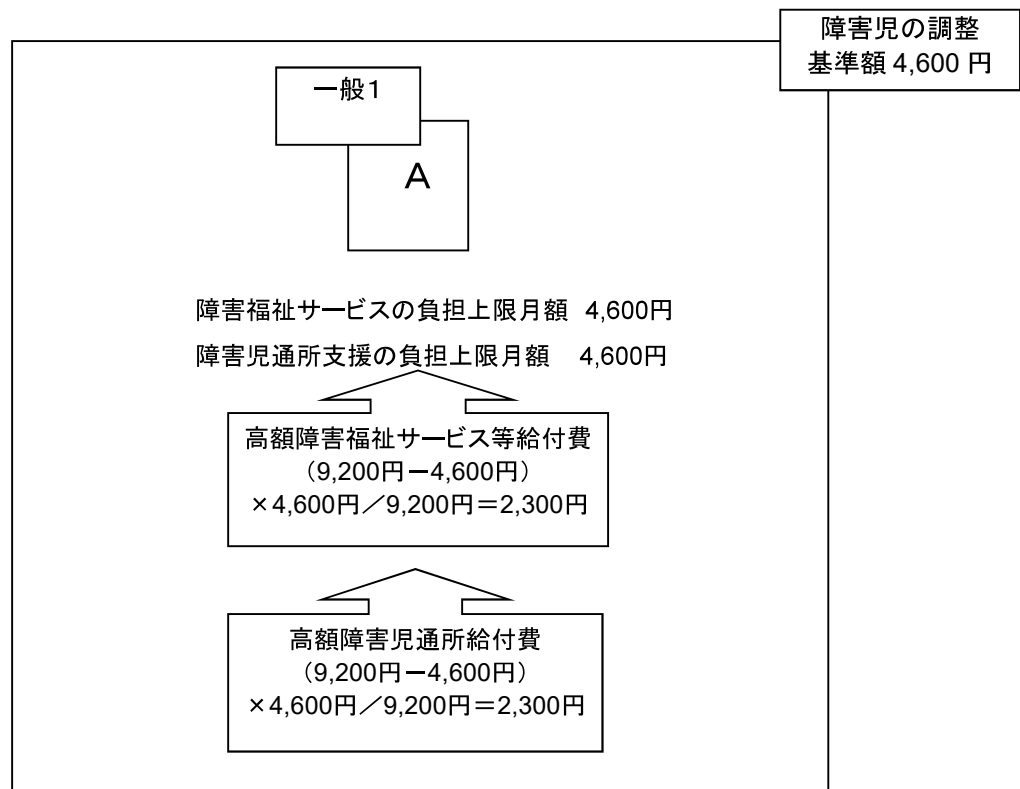 障害児の調整
基準額 4,600 円
一般1
A
障害福祉サービスの負担上限月額 4,600円
障害児通所支援の負担上限月額 4,600円
高額障害福祉サービス等給付費
（9,200円－4,600円）
×4,600円／9,200円＝2,300円
高額障害児通所給付費
（9,200円－4,600円）
×4,600円／9,200円＝2,300円